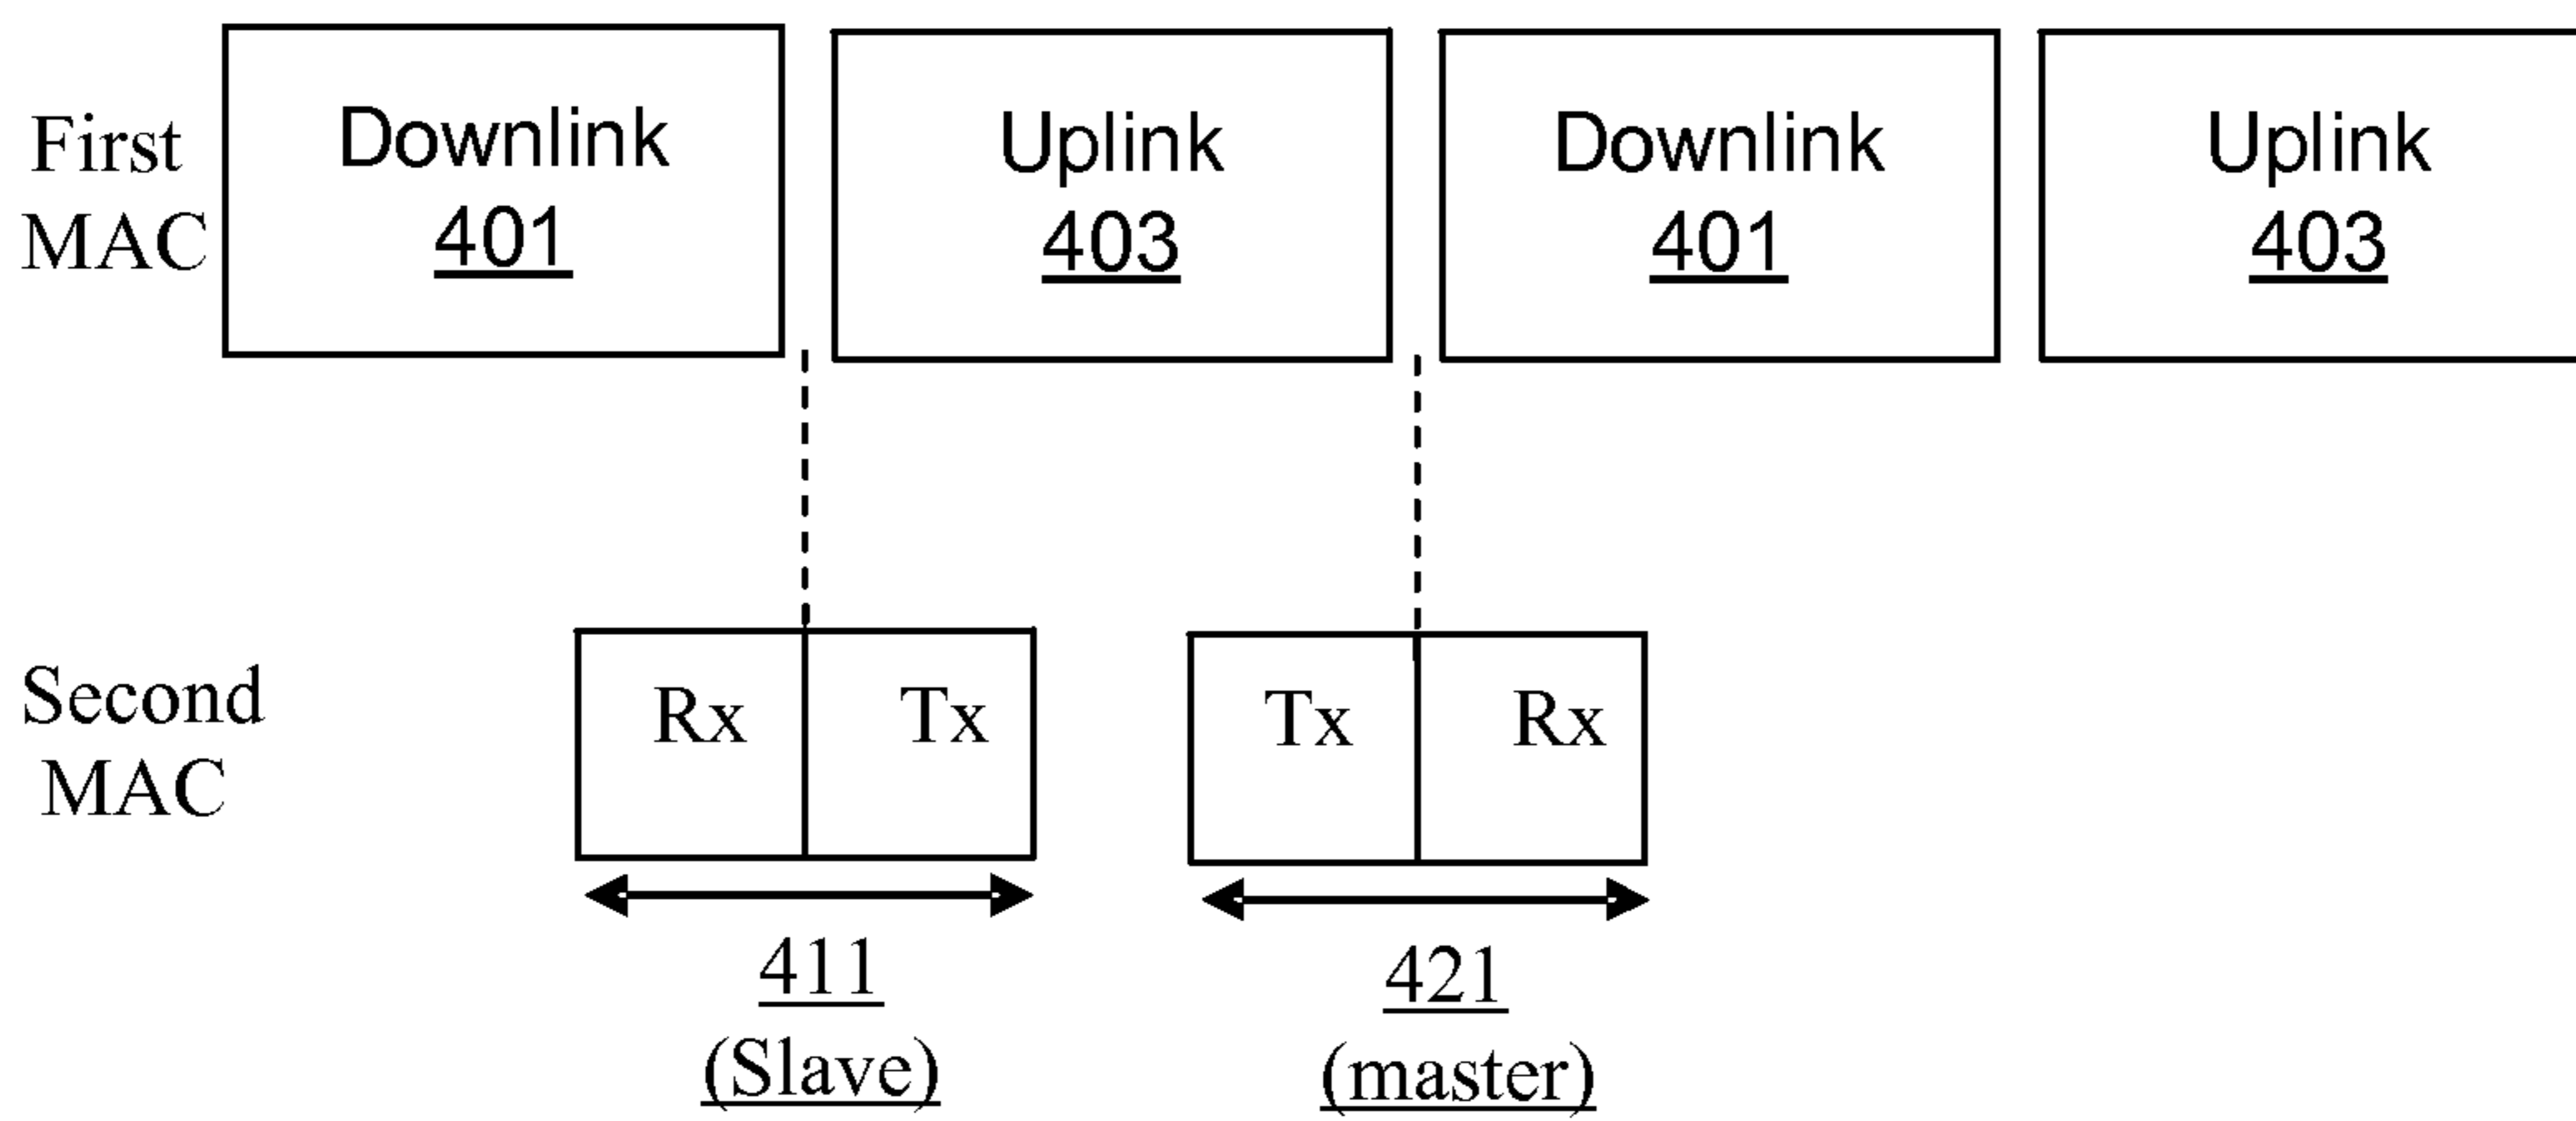 First
MAC
Downlink
401
Uplink
403
Downlink
401
Uplink
403
Second
MAC
Rx
Tx
Tx
Rx
411
(Slave)
421
(master)